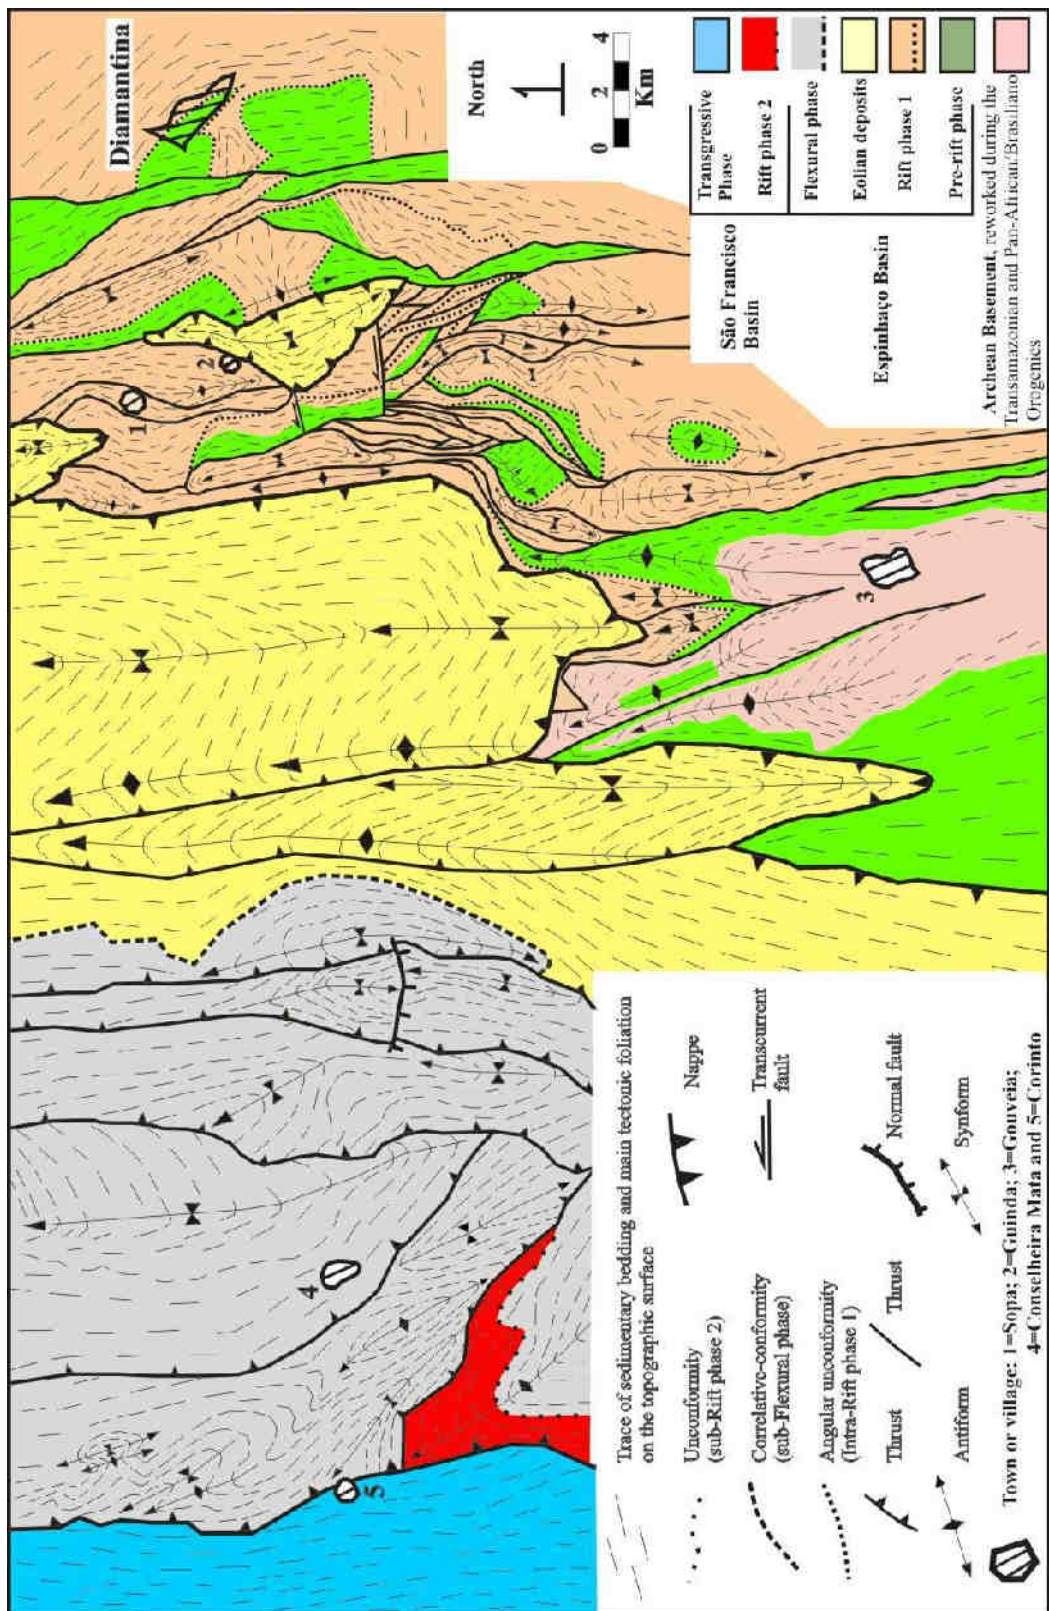 Diamantina
North
0 2 4
Km
Transgressive
Phase
Rift phase 2
Flexural phase
Eolian deposits
Rift phase 1
Pre-rift phase
São Francisco
Basin
Espinhaço Basin
Archean Basement, reworked during the
Transamazonian and Pan-African/Brasiliano
Orogenics
1
2
3
4
5
Trace of sedimentary bedding and main tectonic foliation
on the topographic surface
Unconformity
(sub-Rift phase 2)
Nappe
Correlative-conformity
(sub-Flexural phase)
Transcurrent
fault
Angular unconformity
(Intra-Rift phase 1)
Thrust
Thrust
Normal fault
Antiform
Synform
Town or village: 1=Sopa; 2=Guinda; 3=Gouveia;
4=Conselheira Mata and 5=Corinto